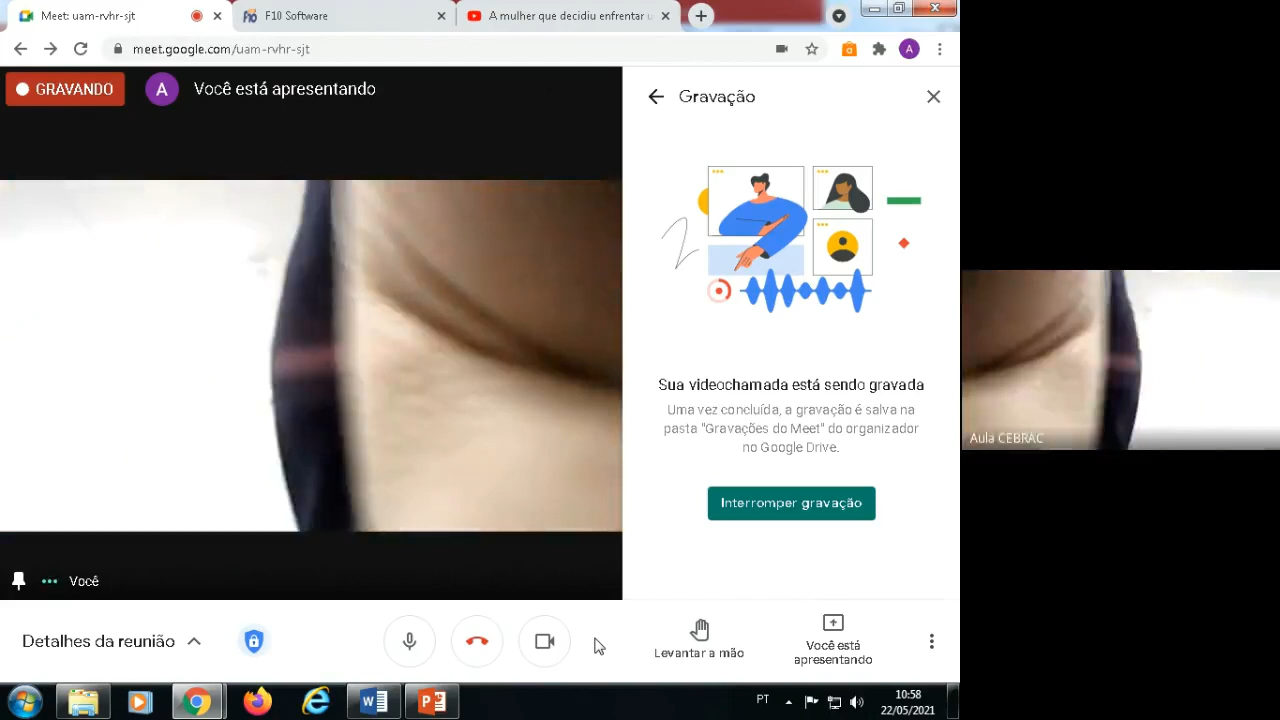 Meet: uam-rvhr-sjt
F10 Software
A mulher que decidiu enfrentar u
meet.google.com/uam-rvhr-sjt
A
GRAVANDO
A
Você está apresentando
Gravação
Sua videochamada está sendo gravada
Uma vez concluída, a gravação é salva na
pasta "Gravações do Meet" do organizador
no Google Drive.
Interromper gravação
Aula CEBRAC
Você
Detalhes da reunião
Levantar a mão
Você está
apresentando
PT
10:58
22/05/2021